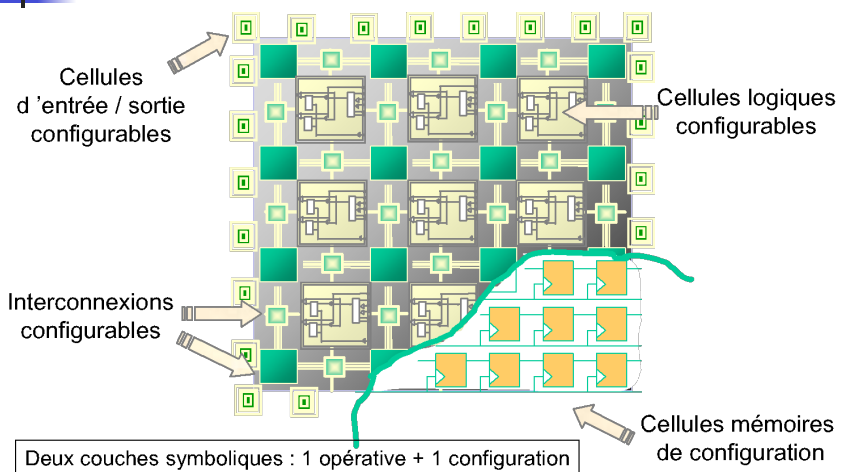 Cellules
d ’entrée / sortie
configurables
Cellules logiques
configurables
Interconnexions
configurables
Cellules mémoires
de configuration
Deux couches symboliques : 1 opérative + 1 configuration